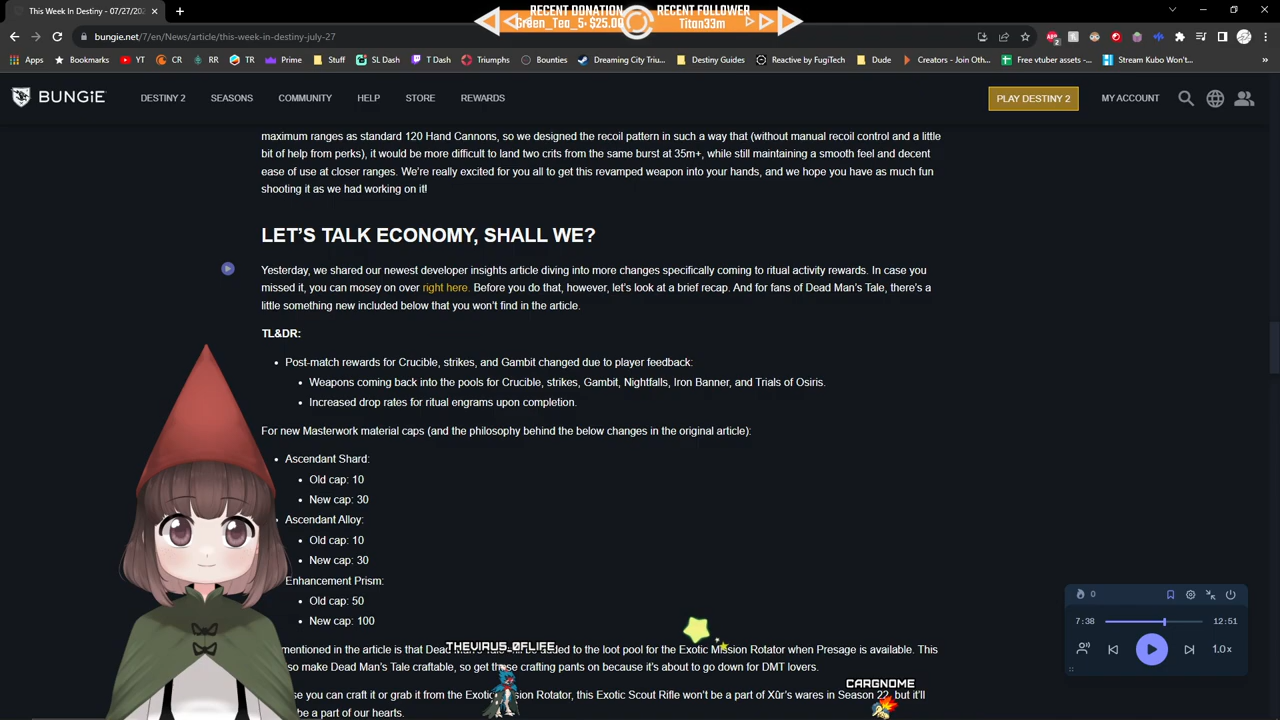 This Week In Destiny - 07/27/202
RECENT DONATION
Green_Tea_5: $25.00
RECENT FOLLOWER
Titan33m
bungie.net/7/en/News/article/this-week-in-destiny-july-27
Apps
Bookmarks
YT
CR
RR
TR
Prime
Stuff
SL Dash
T Dash
Triumphs
Bounties
Dreaming City Triu...
Destiny Guides
Reactive by FugiTech
Dude
Creators - Join Oth...
Free vtuber assets -...
Stream Kubo Won't...
BUNGiE
DESTINY 2
SEASONS
COMMUNITY
HELP
STORE
REWARDS
PLAY DESTINY 2
MY ACCOUNT
maximum ranges as standard 120 Hand Cannons, so we designed the recoil pattern in such a way that (without manual recoil control and a little
bit of help from perks), it would be more difficult to land two crits from the same burst at 35m+, while still maintaining a smooth feel and decent
ease of use at closer ranges. We're really excited for you all to get this revamped weapon into your hands, and we hope you have as much fun
shooting it as we had working on it!
LET'S TALK ECONOMY, SHALL WE?
Yesterday, we shared our newest developer insights article diving into more changes specifically coming to ritual activity rewards. In case you
missed it, you can mosey on over right here. Before you do that, however, let's look at a brief recap. And for fans of Dead Man's Tale, there's a
little something new included below that you won't find in the article.
TL&DR:
• Post-match rewards for Crucible, strikes, and Gambit changed due to player feedback:
• Weapons coming back into the pools for Crucible, strikes, Gambit, Nightfalls, Iron Banner, and Trials of Osiris.
• Increased drop rates for ritual engrams upon completion.
For new Masterwork material caps (and the philosophy behind the below changes in the original article):
• Ascendant Shard:
• Old cap: 10
• New cap: 30
• Ascendant Alloy:
• Old cap: 10
• New cap: 30
Enhancement Prism:
• Old cap: 50
• New cap: 100
mentioned in the article is that Dead added to the loot pool for the Exotic Mission Rotator when Presage is available. This
so make Dead Man's Tale craftable, so get those crafting pants on because it's about to go down for DMT lovers.
se you can craft it or grab it from the Exotic Mission Rotator, this Exotic Scout Rifle won't be a part of Xûr's wares in Season 22, but it'll
be a part of our hearts.
THEVIRUS_0FLIFE
CARGNOME
0
7:38
12:51
1.0x